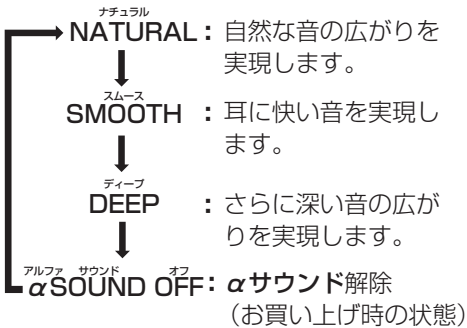 ナチュラル
NATURAL：自然な音の広がりを
実現します。
スムース
SMOOTH：耳に快い音を実現し
ます。
ディープ
DEEP：さらに深い音の広が
りを実現します。
アルファ サウンド オフ
αSOUND OFF：αサウンド解除
（お買い上げ時の状態）